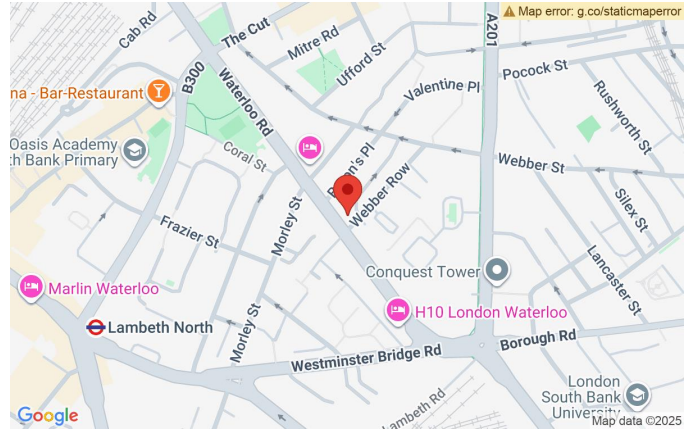 Map error: g.co/staticmaperror
Cab Rd
The Cut
Mitre Rd
Ufford St
A201
Pocock St
B300
Waterloo Rd
Valentine Pl
Rushworth St
na - Bar-Restaurant
Oasis Academy
th Bank Primary
Coral St
Webber St
Webber Row
Silex St
Frazier St
Morley St
Lancaster St
Conquest Tower
Marlin Waterloo
H10 London Waterloo
Lambeth North
Morley St
Westminster Bridge Rd
Borough Rd
Lambeth Rd
London
South Bank
University
Google
Map data ©2025